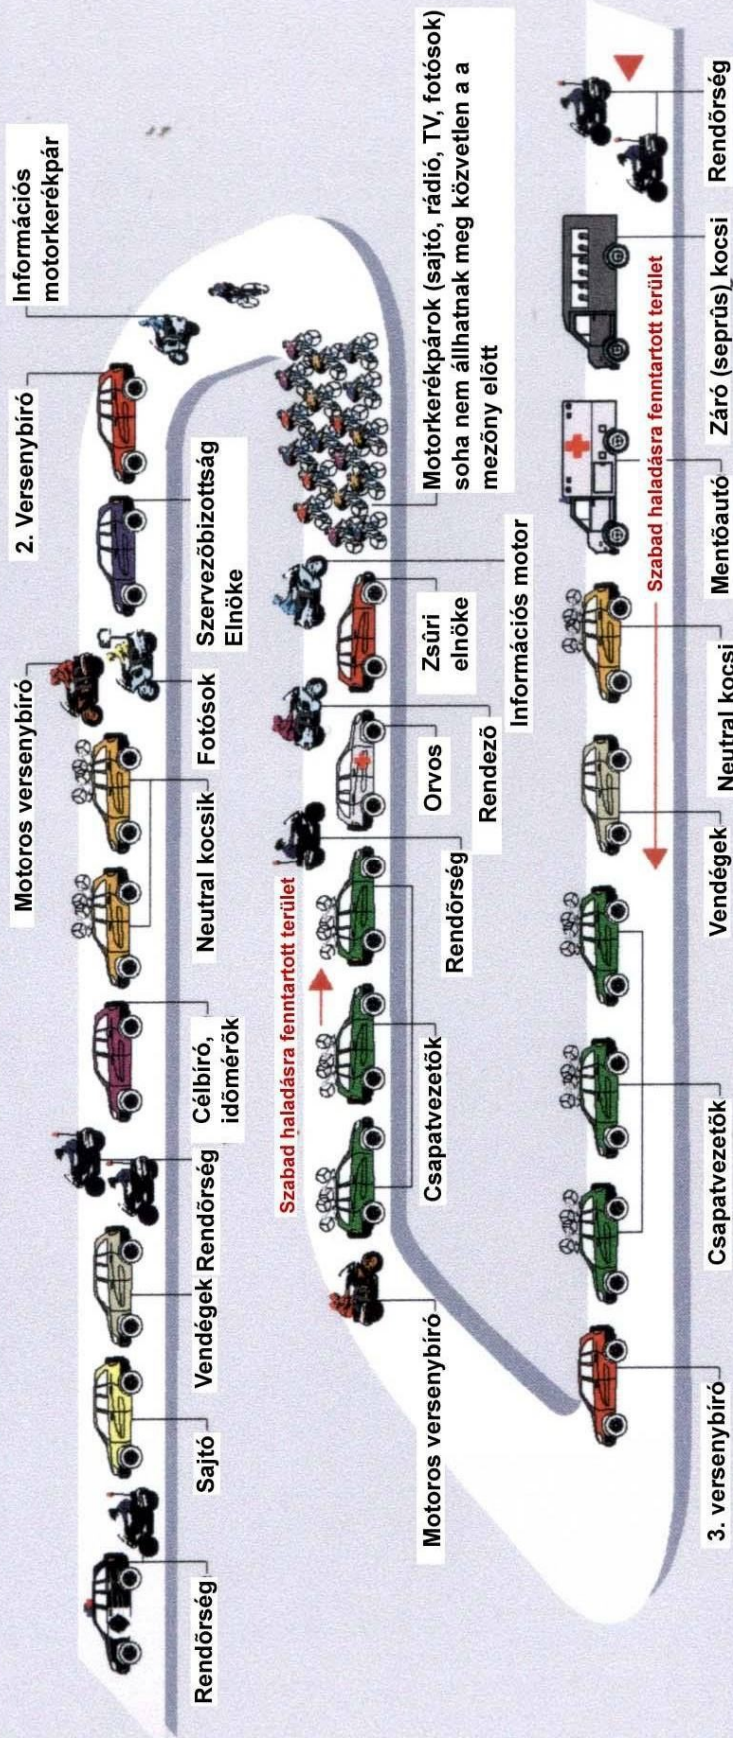 Rendőrség
Sajtó
Vendégek
Rendőrség
Célbíró,
időmérők
Neutral kocsik
Motoros versenybíró
Fotósok
Szervezőbizottság
Elnöke
2. Versenybíró
Információs
motorkerékpár
Motorkerékpárok (sajtó, rádió, TV, fotósok)
soha nem állhatnak meg közvetlen a a
mezőny előtt
Információs motor
Zsűri
elnöke
Rendező
Orvos
Rendőrség
Szabad haladásra fenntartott terület
Csapatvezetők
Motoros versenybíró
3. versenybíró
Csapatvezetők
Vendégek
Neutral kocsi
Szabad haladásra fenntartott terület
Mentőautó
Záró (seprűs) kocsi
Rendőrség